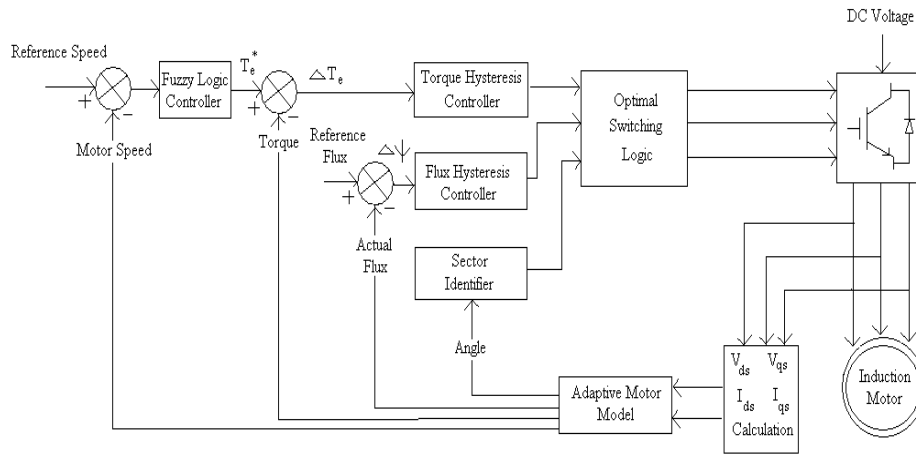 DC Voltage
Reference Speed
Fuzzy Logic
Controller
T*e
△Te
Torque Hysteresis
Controller
Optimal
Switching
Logic
+
−
+
−
Motor Speed
Torque
Reference
Flux
△ψ
Flux Hysteresis
Controller
+
−
Actual
Flux
Sector
Identifier
Angle
Adaptive Motor
Model
Vds Vqs
Ids Iqs
Calculation
Induction
Motor